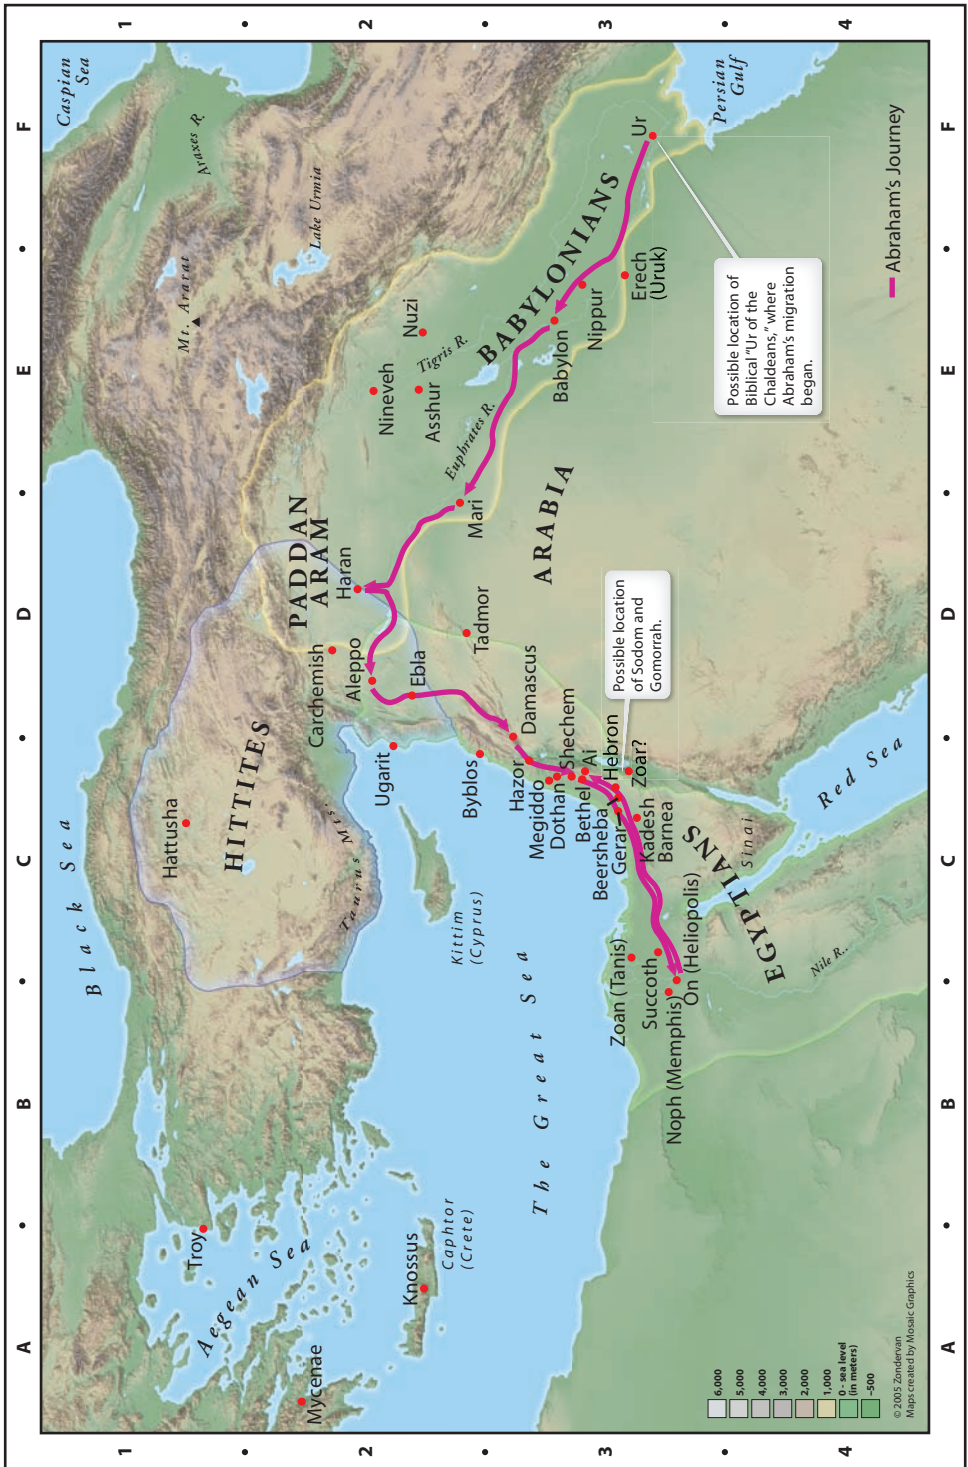 A
B
C
D
E
F
1
2
3
4
1
2
3
4
A
B
C
D
E
F
Caspian
Sea
Araxes R.
Black Sea
Mt. Ararat
Lake Urmia
Hattusha
HITTITES
Taurus Mts.
Troy
Aegean Sea
Mycenae
Knossus
Caphtor
(Crete)
Kittim
(Cyprus)
The Great Sea
PADDAN
ARAM
Haran
Carchemish
Aleppo
Ebla
Ugarit
Byblos
Tadmor
Damascus
Nineveh
Asshur
Nuzi
Tigris R.
Euphrates R.
Mari
BABYLONIANS
Babylon
Nippur
Erech
(Uruk)
Ur
Persian
Gulf
ARABIA
Hazor
Megiddo
Dothan
Shechem
Bethel
Ai
Hebron
Zoar?
Beersheba
Gerar
Kadesh
Barnea
Zoan (Tanis)
Succoth
On (Heliopolis)
Noph (Memphis)
EGYPTIANS
Sinai
Nile R..
Red Sea
Possible location
of Sodom and
Gomorrah.
Possible location of
Biblical "Ur of the
Chaldeans," where
Abraham's migration
began.
Abraham's Journey
6,000
5,000
4,000
3,000
2,000
1,000
0 - sea level
(in meters)
-500
© 2005 Zondervan
Maps created by Mosaic Graphics